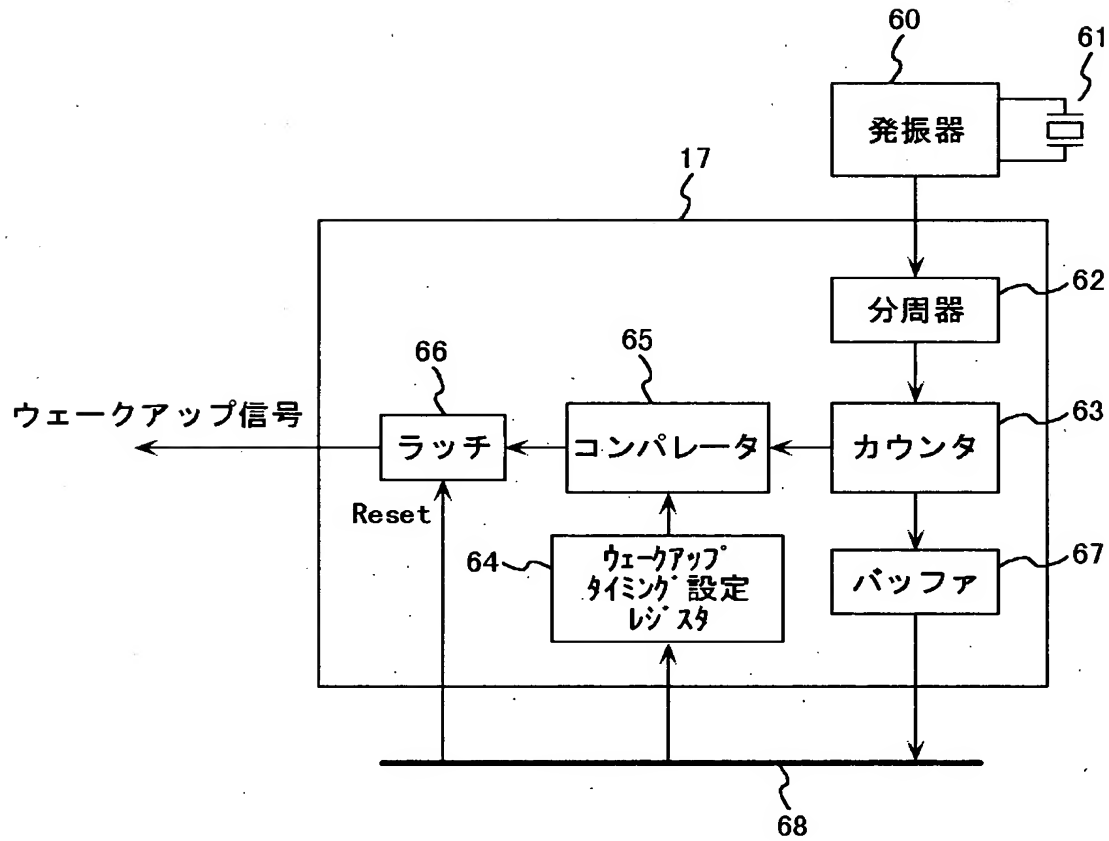 60
61
発振器
17
62
分周器
65
66
63
ウェークアップ信号
ラッチ
コンパレータ
カウンタ
Reset
64
ウェークアップ
タイミング設定
レジスタ
67
バッファ
68